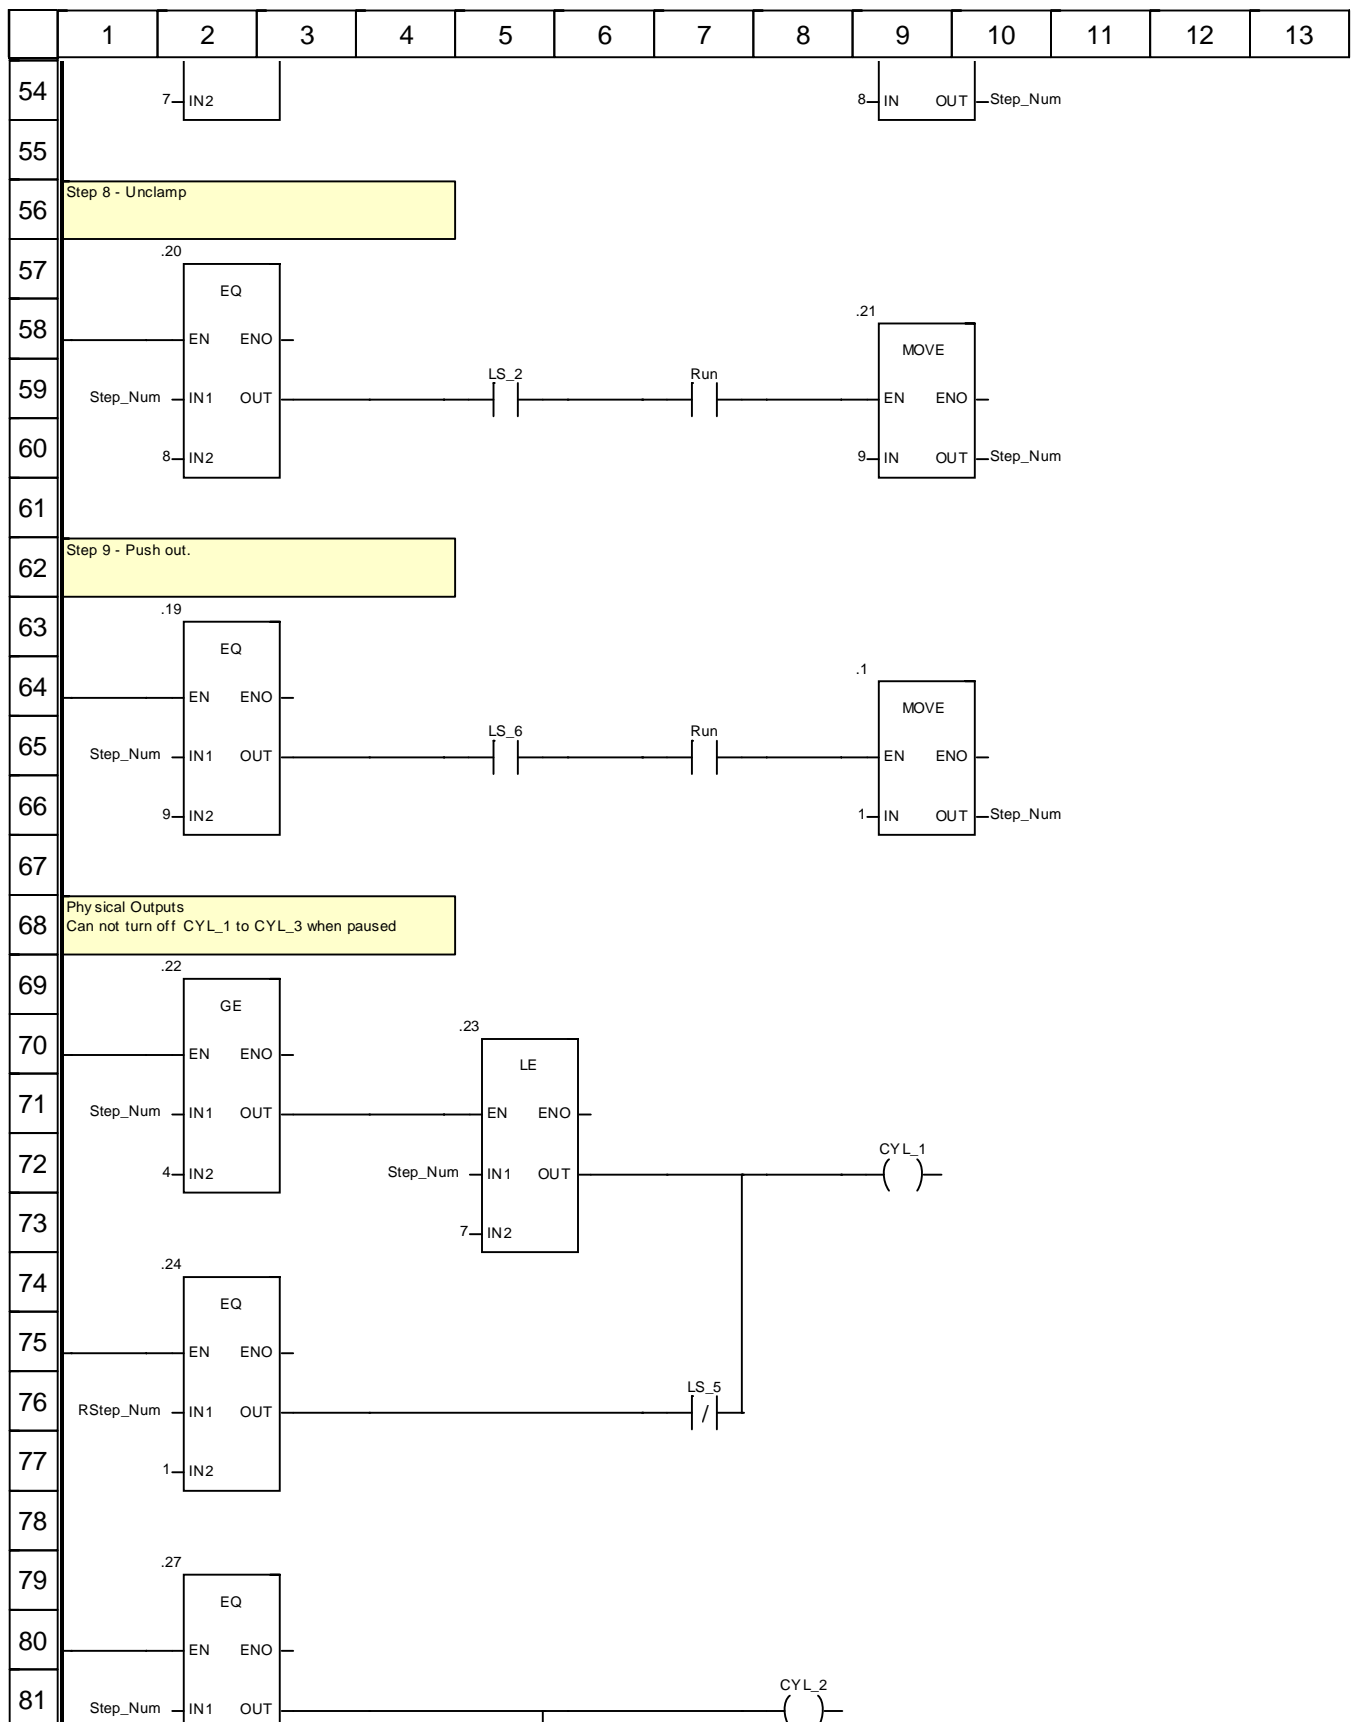 1 2 3 4 5 6 7 8 9 10 11 12 13
54
7 IN2
8 IN OUT Step_Num
55
56
Step 8 - Unclamp
57
.20
EQ
58
EN ENO
.21
MOVE
59
Step_Num IN1 OUT
LS_2
Run
EN ENO
60
8 IN2
9 IN OUT Step_Num
61
62
Step 9 - Push out.
63
.19
EQ
64
EN ENO
.1
MOVE
65
Step_Num IN1 OUT
LS_6
Run
EN ENO
66
9 IN2
1 IN OUT Step_Num
67
68
Physical Outputs
Can not turn off CYL_1 to CYL_3 when paused
69
.22
GE
70
EN ENO
.23
LE
71
Step_Num IN1 OUT
EN ENO
72
4 IN2
Step_Num IN1 OUT
CYL_1
73
7 IN2
74
.24
EQ
75
EN ENO
76
RStep_Num IN1 OUT
LS_5
/
77
1 IN2
78
79
.27
EQ
80
EN ENO
81
Step_Num IN1 OUT
CYL_2